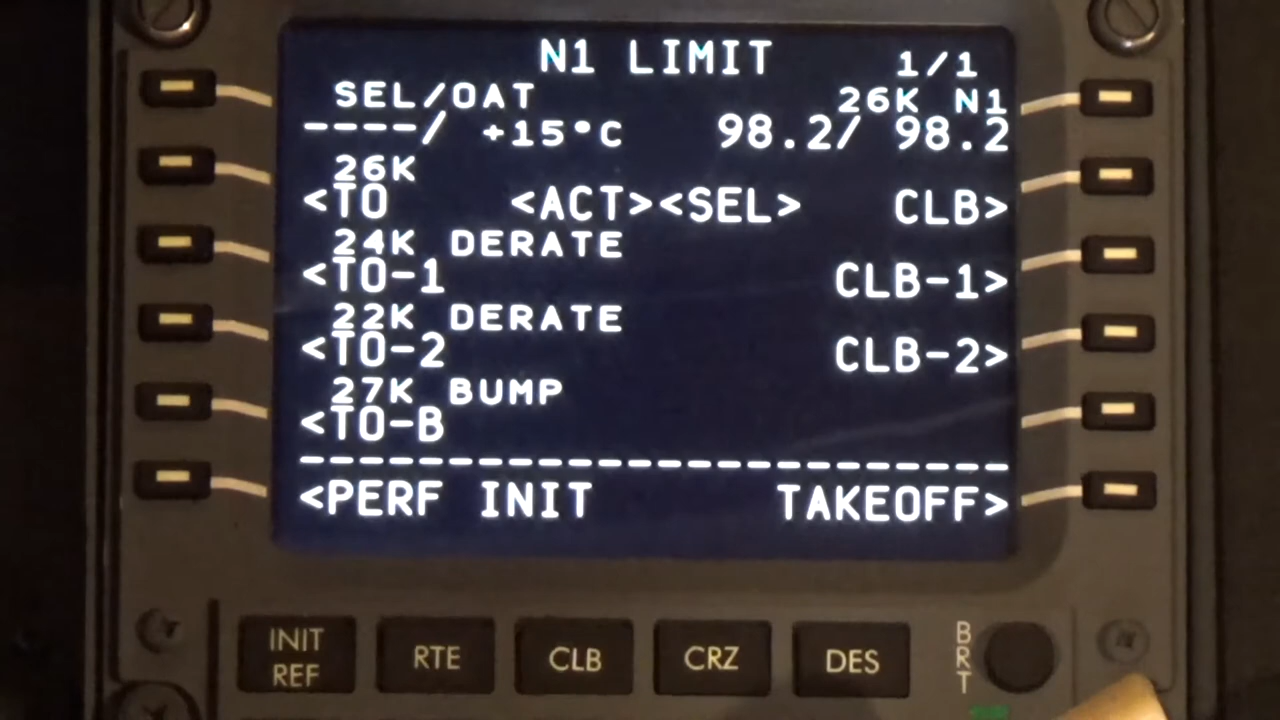 N1 LIMIT 1/1
SEL/OAT 26K N1
----/ +15°C 98.2/ 98.2
26K
<TO <ACT><SEL> CLB>
24K DERATE
<TO-1 CLB-1>
22K DERATE
<TO-2 CLB-2>
27K BUMP
<TO-B
------------------------
<PERF INIT TAKEOFF>
INIT REF
RTE
CLB
CRZ
DES
BRT